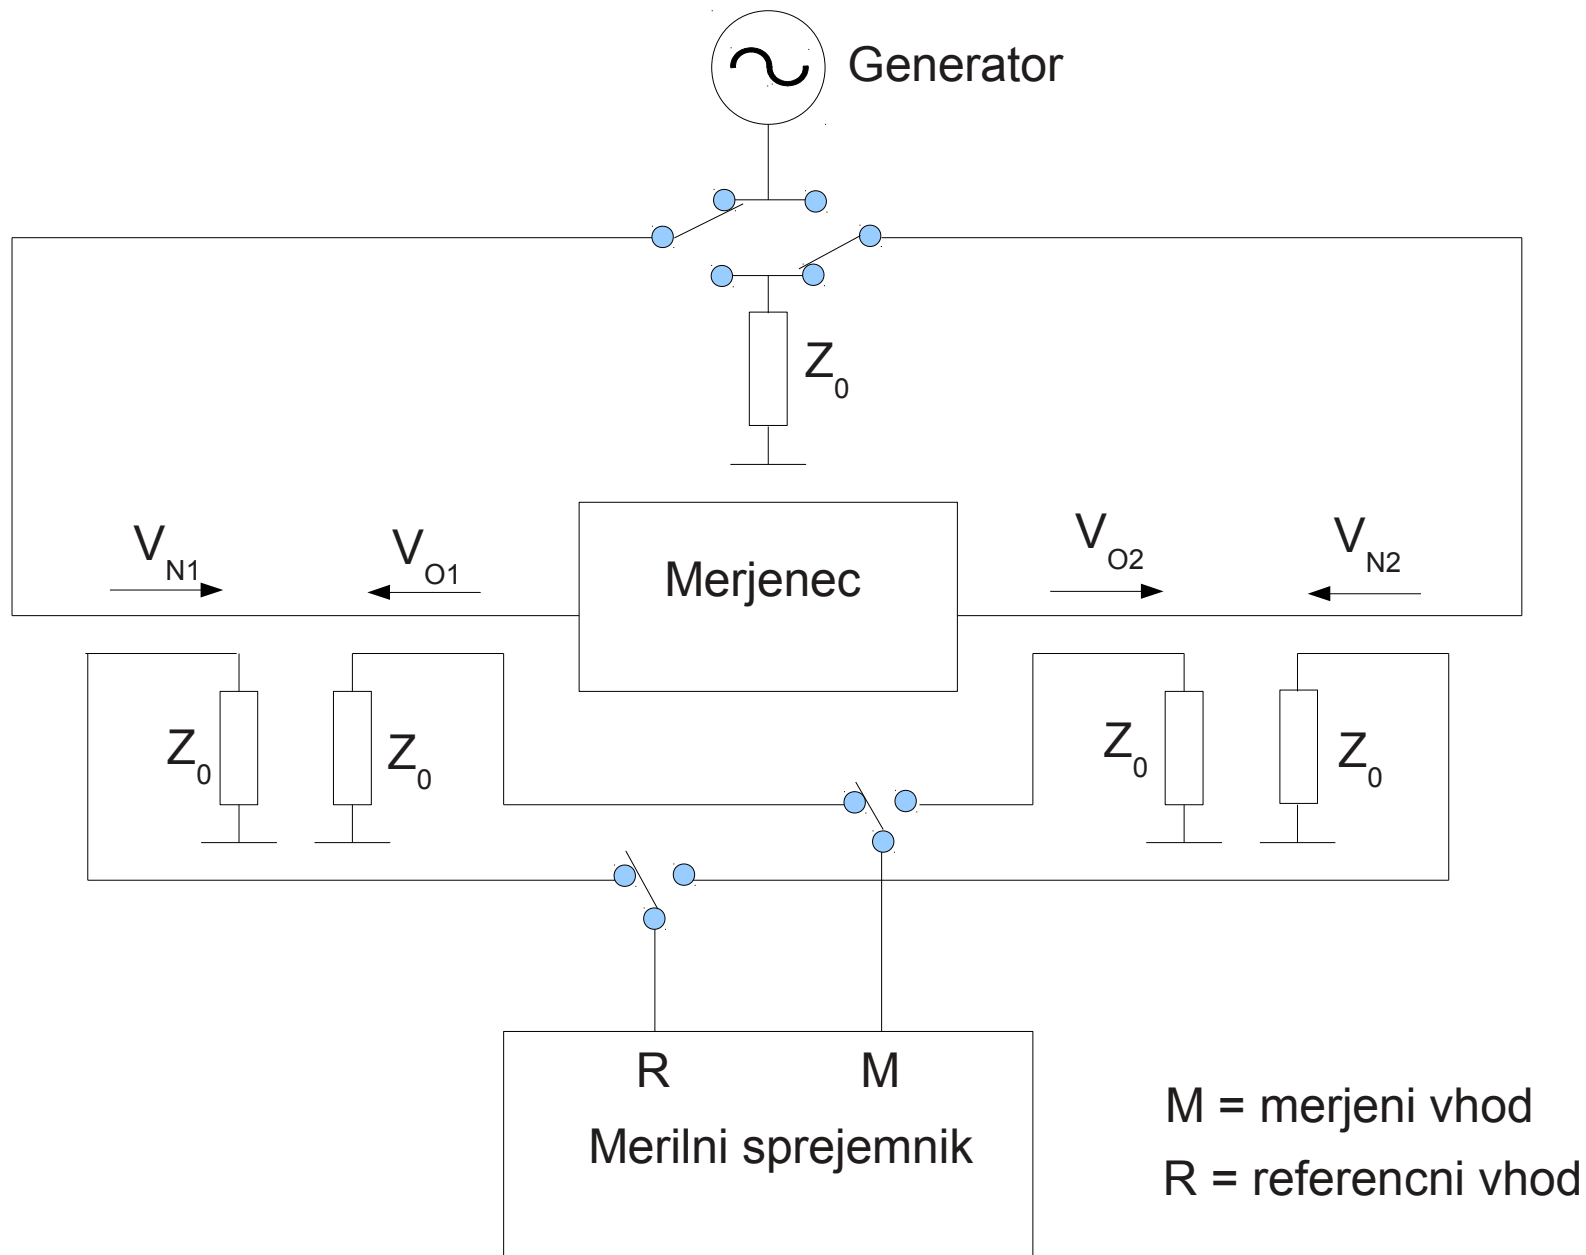 Generator
Z0
VN1
VO1
Merjenec
VO2
VN2
Z0
Z0
Z0
Z0
R
M
Merilni sprejemnik
M = merjeni vhod
R = referencni vhod